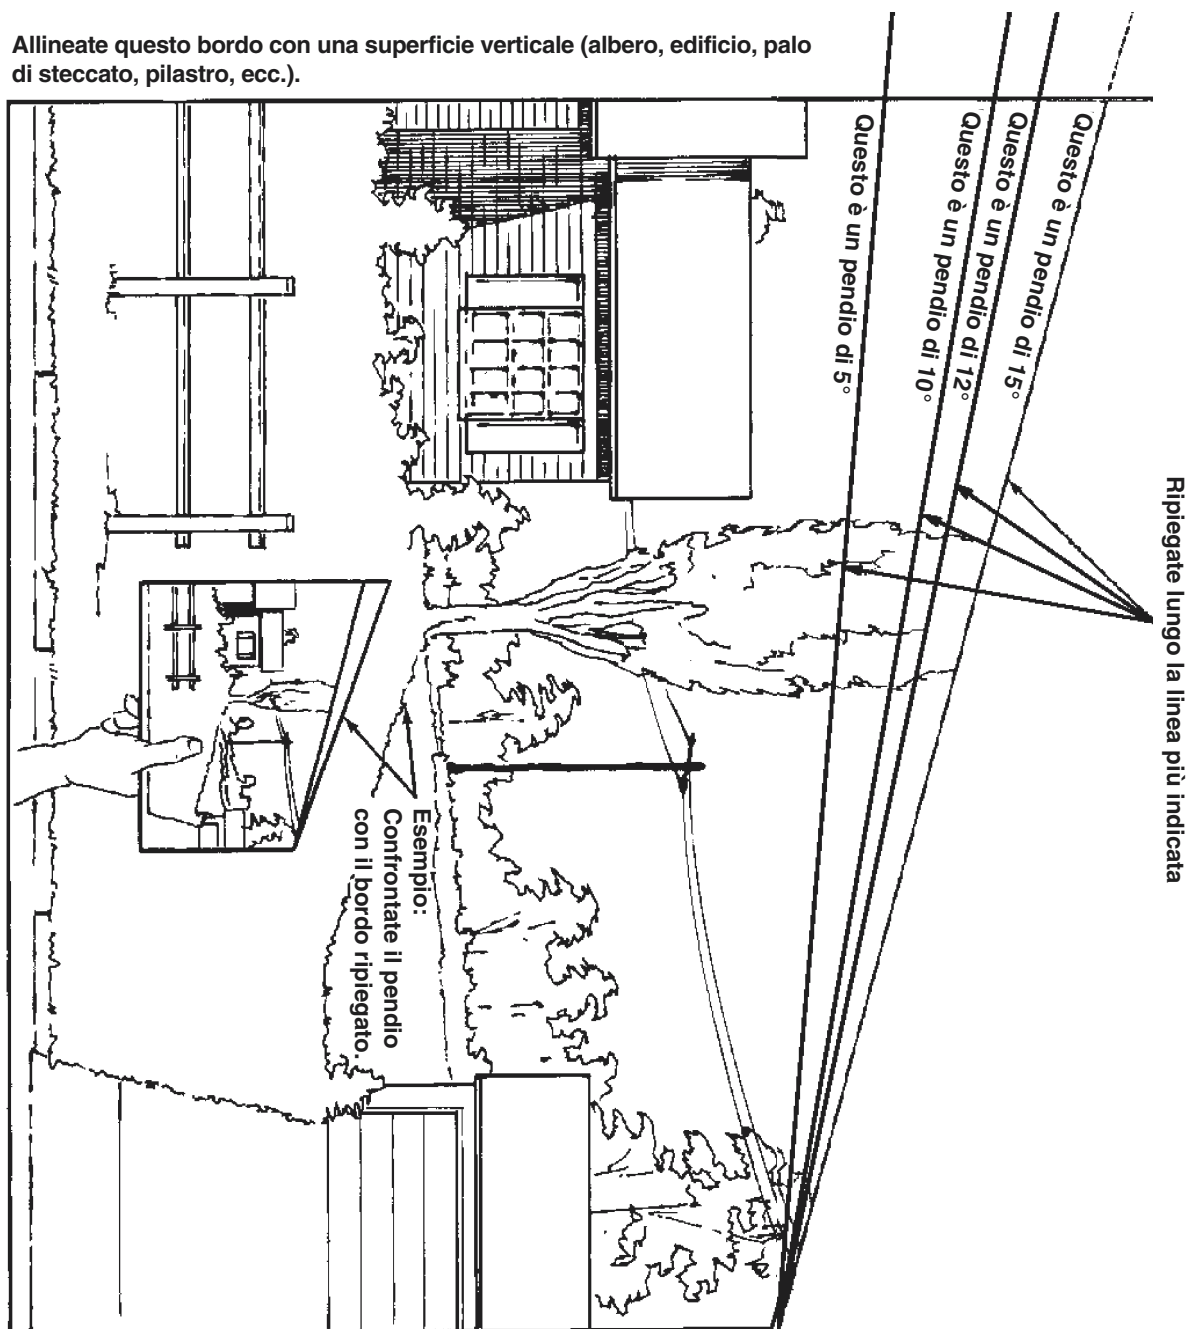 Allineate questo bordo con una superficie verticale (albero, edificio, palo
di steccato, pilastro, ecc.).
Questo è un pendio di 15°
Questo è un pendio di 12°
Questo è un pendio di 10°
Questo è un pendio di 5°
Ripiegate lungo la linea più indicata
Esempio:
Confrontate il pendio
con il bordo ripiegato.